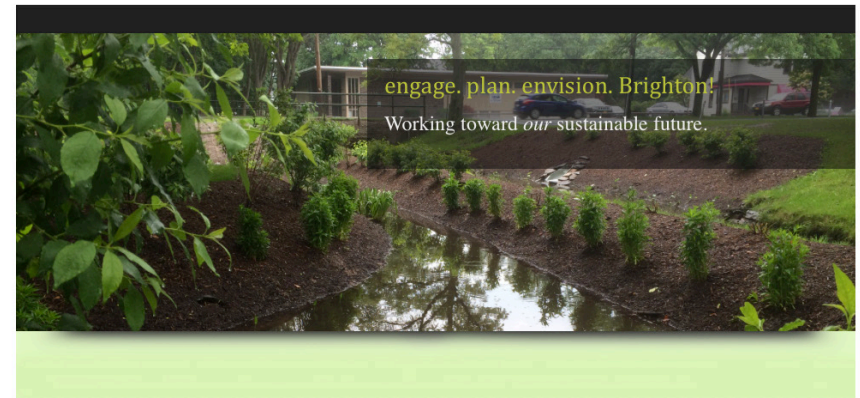 engage. plan. envision. Brighton!
Working toward our sustainable future.